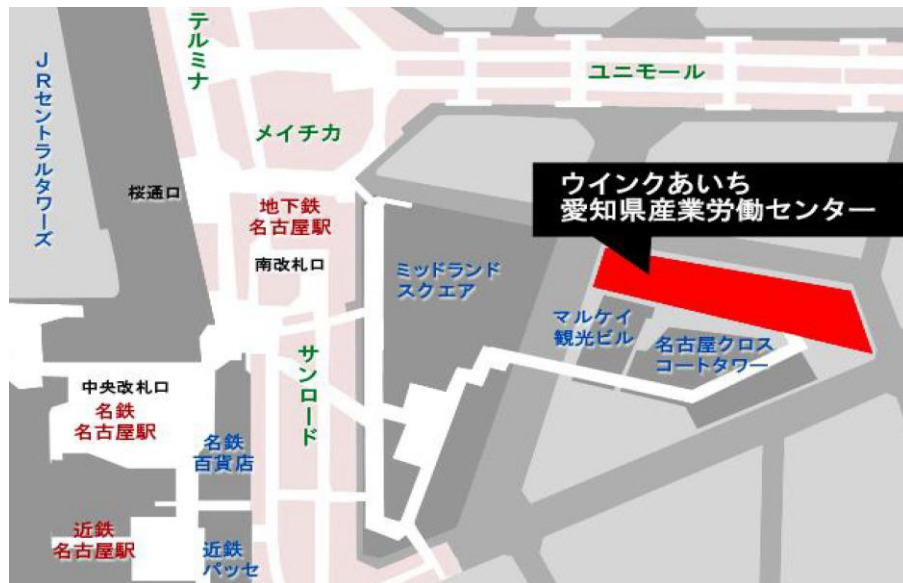 テルミナ
JRセントラルタワーズ
ユニモール
メイチカ
桜通口
地下鉄
名古屋駅
南改札口
ウインクあいち
愛知県産業労働センター
ミッドランド
スクエア
マルケイ
観光ビル
名古屋クロス
コートタワー
サンロード
中央改札口
名鉄
名古屋駅
名鉄
百貨店
近鉄
名古屋駅
近鉄
パッセ